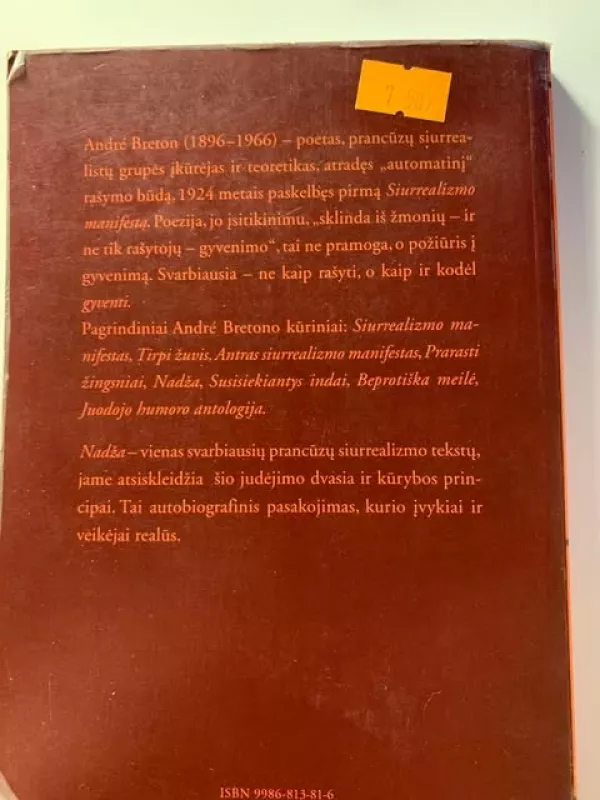 André Breton (1896–1966) – poetas, prancūzų siurrea-
listų grupės įkūrėjas ir teoretikas, atradęs „automatinį“
rašymo būdą, 1924 metais paskelbęs pirmą Siurrealizmo
manifestą. Poezija, jo įsitikinimu, „sklinda iš žmonių – ir
ne tik rašytojų – gyvenimo“, tai ne pramoga, o požiūris į
gyvenimą. Svarbiausia – ne kaip rašyti, o kaip ir kodėl
gyventi.
Pagrindiniai André Bretono kūriniai: Siurrealizmo ma-
nifestas, Tirpi žuvis, Antras siurrealizmo manifestas, Prarasti
žingsniai, Nadža, Susisiekiantys indai, Beprotiška meilė,
Juodojo humoro antologija.
Nadža – vienas svarbiausių prancūzų siurrealizmo tekstų,
jame atsiskleidžia šio judėjimo dvasia ir kūrybos prin-
cipai. Tai autobiografinis pasakojimas, kurio įvykiai ir
veikėjai realūs.
ISBN 9986-813-81-6